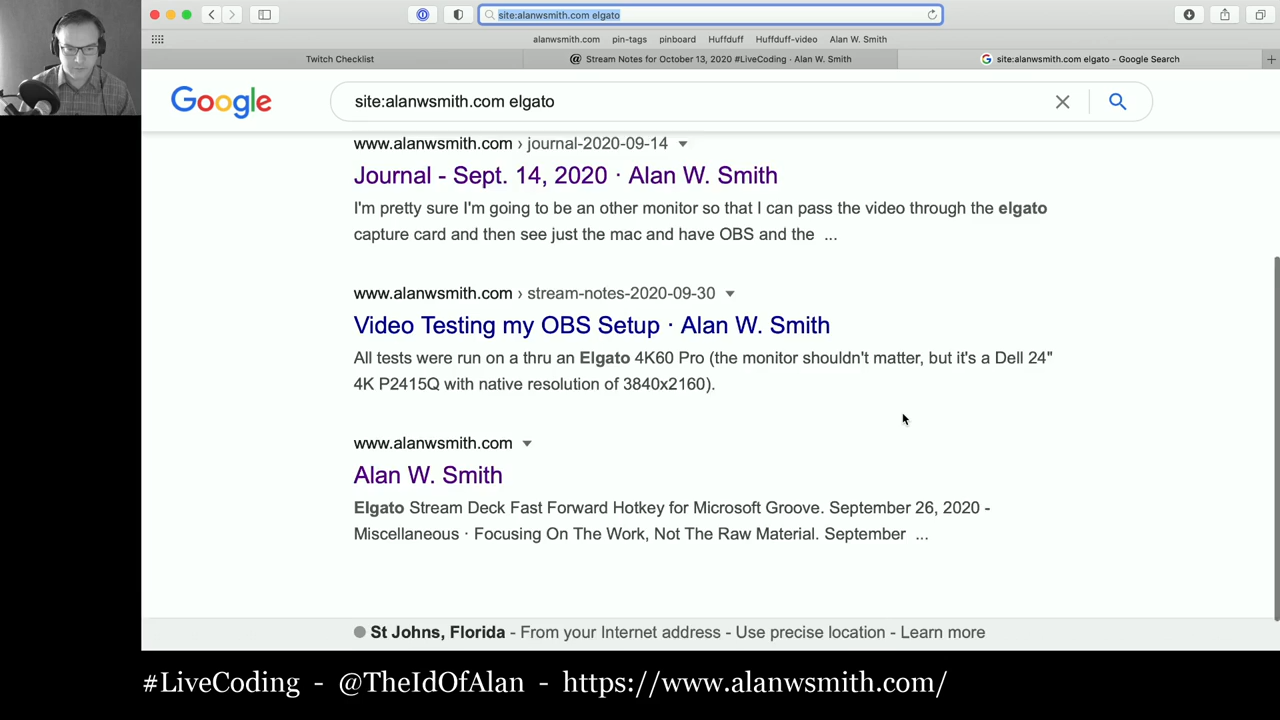 site:alanwsmith.com elgato
alanwsmith.com pin-tags pinboard Huffduff Huffduff-video Alan W. Smith
Twitch Checklist @ Stream Notes for October 13, 2020 #LiveCoding · Alan W. Smith G site:alanwsmith.com elgato - Google Search
Google site:alanwsmith.com elgato
www.alanwsmith.com › journal-2020-09-14
Journal - Sept. 14, 2020 · Alan W. Smith
I'm pretty sure I'm going to be an other monitor so that I can pass the video through the elgato
capture card and then see just the mac and have OBS and the ...
www.alanwsmith.com › stream-notes-2020-09-30
Video Testing my OBS Setup · Alan W. Smith
All tests were run on a thru an Elgato 4K60 Pro (the monitor shouldn't matter, but it's a Dell 24"
4K P2415Q with native resolution of 3840x2160).
www.alanwsmith.com
Alan W. Smith
Elgato Stream Deck Fast Forward Hotkey for Microsoft Groove. September 26, 2020 -
Miscellaneous · Focusing On The Work, Not The Raw Material. September ...
St Johns, Florida - From your Internet address - Use precise location - Learn more
#LiveCoding - @TheIdOfAlan - https://www.alanwsmith.com/